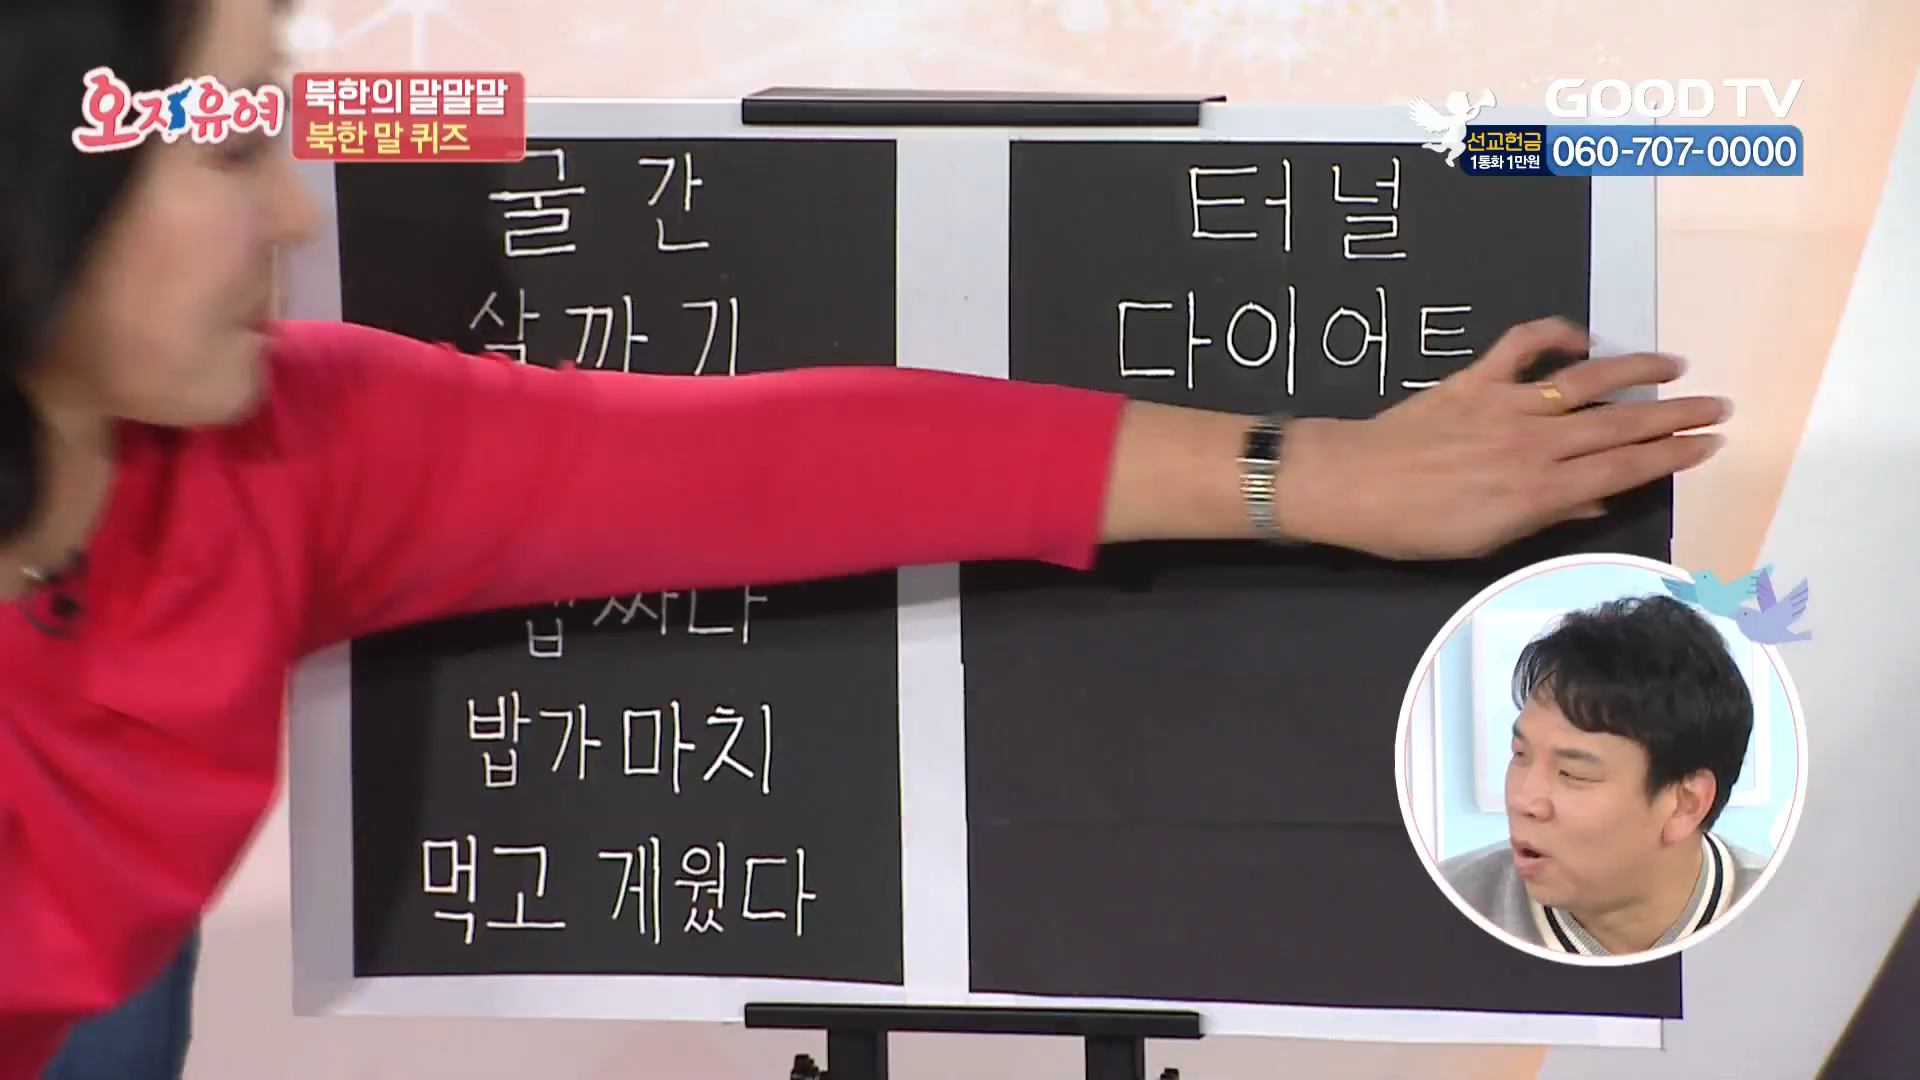 오지유여
북한의 말말말
북한 말 퀴즈
GOOD TV
선교헌금
1통화 1만원
060-707-0000
굴간
터널
살까기
다이어트
밥가마치
먹고 게웠다